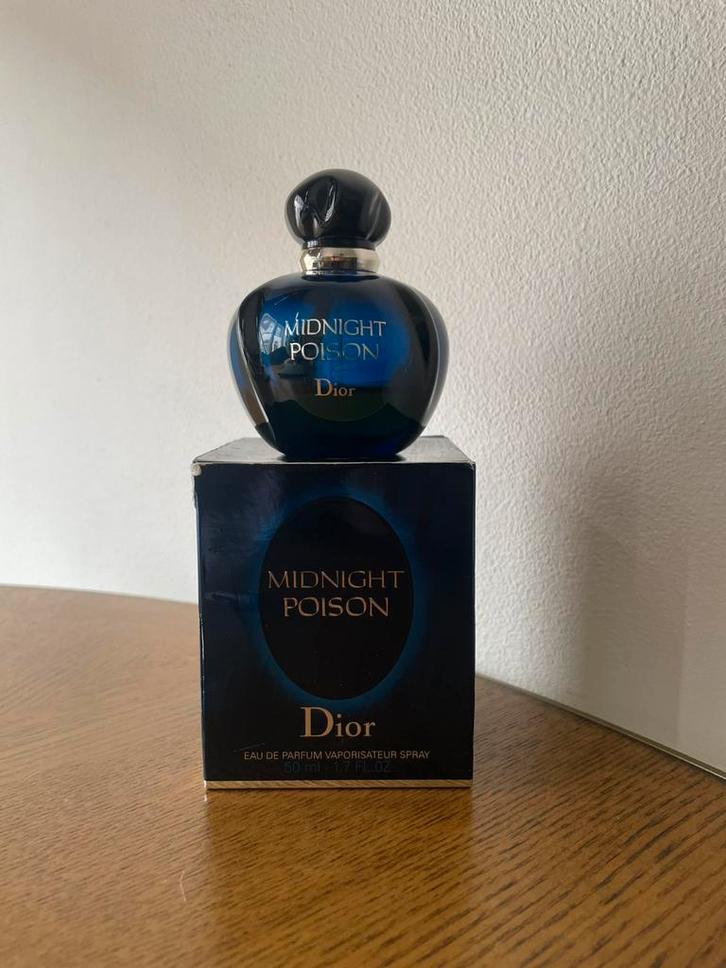 MIDNIGHT
POISON
Dior
MIDNIGHT
POISON
Dior
EAU DE PARFUM VAPORISATEUR SPRAY
50 ml - 1.7 FL.OZ.